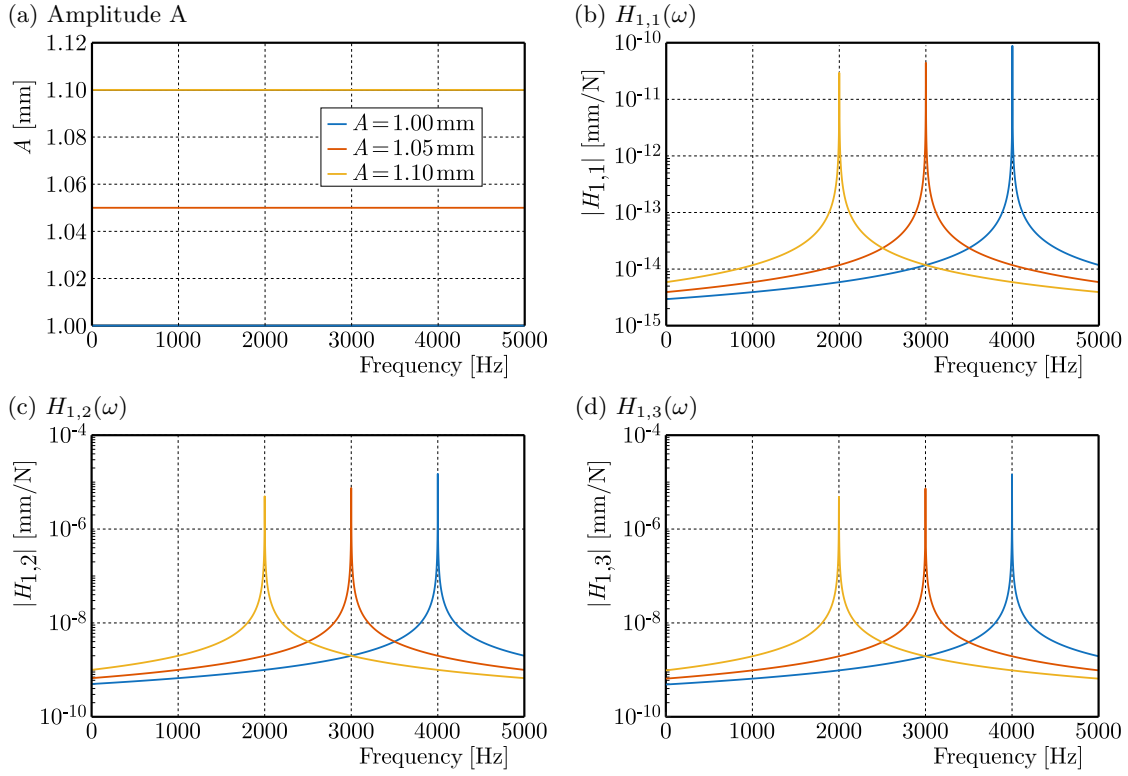 (a) Amplitude A
1.12
1.10
1.08
1.06
1.04
1.02
1.00
A [mm]
A = 1.00 mm
A = 1.05 mm
A = 1.10 mm
0 1000 2000 3000 4000 5000
Frequency [Hz]
(b) H₁,₁(ω)
10⁻¹⁰
10⁻¹¹
10⁻¹²
10⁻¹³
10⁻¹⁴
10⁻¹⁵
|H₁,₁| [mm/N]
0 1000 2000 3000 4000 5000
Frequency [Hz]
(c) H₁,₂(ω)
10⁻⁴
10⁻⁶
10⁻⁸
10⁻¹⁰
|H₁,₂| [mm/N]
0 1000 2000 3000 4000 5000
Frequency [Hz]
(d) H₁,₃(ω)
10⁻⁴
10⁻⁶
10⁻⁸
10⁻¹⁰
|H₁,₃| [mm/N]
0 1000 2000 3000 4000 5000
Frequency [Hz]